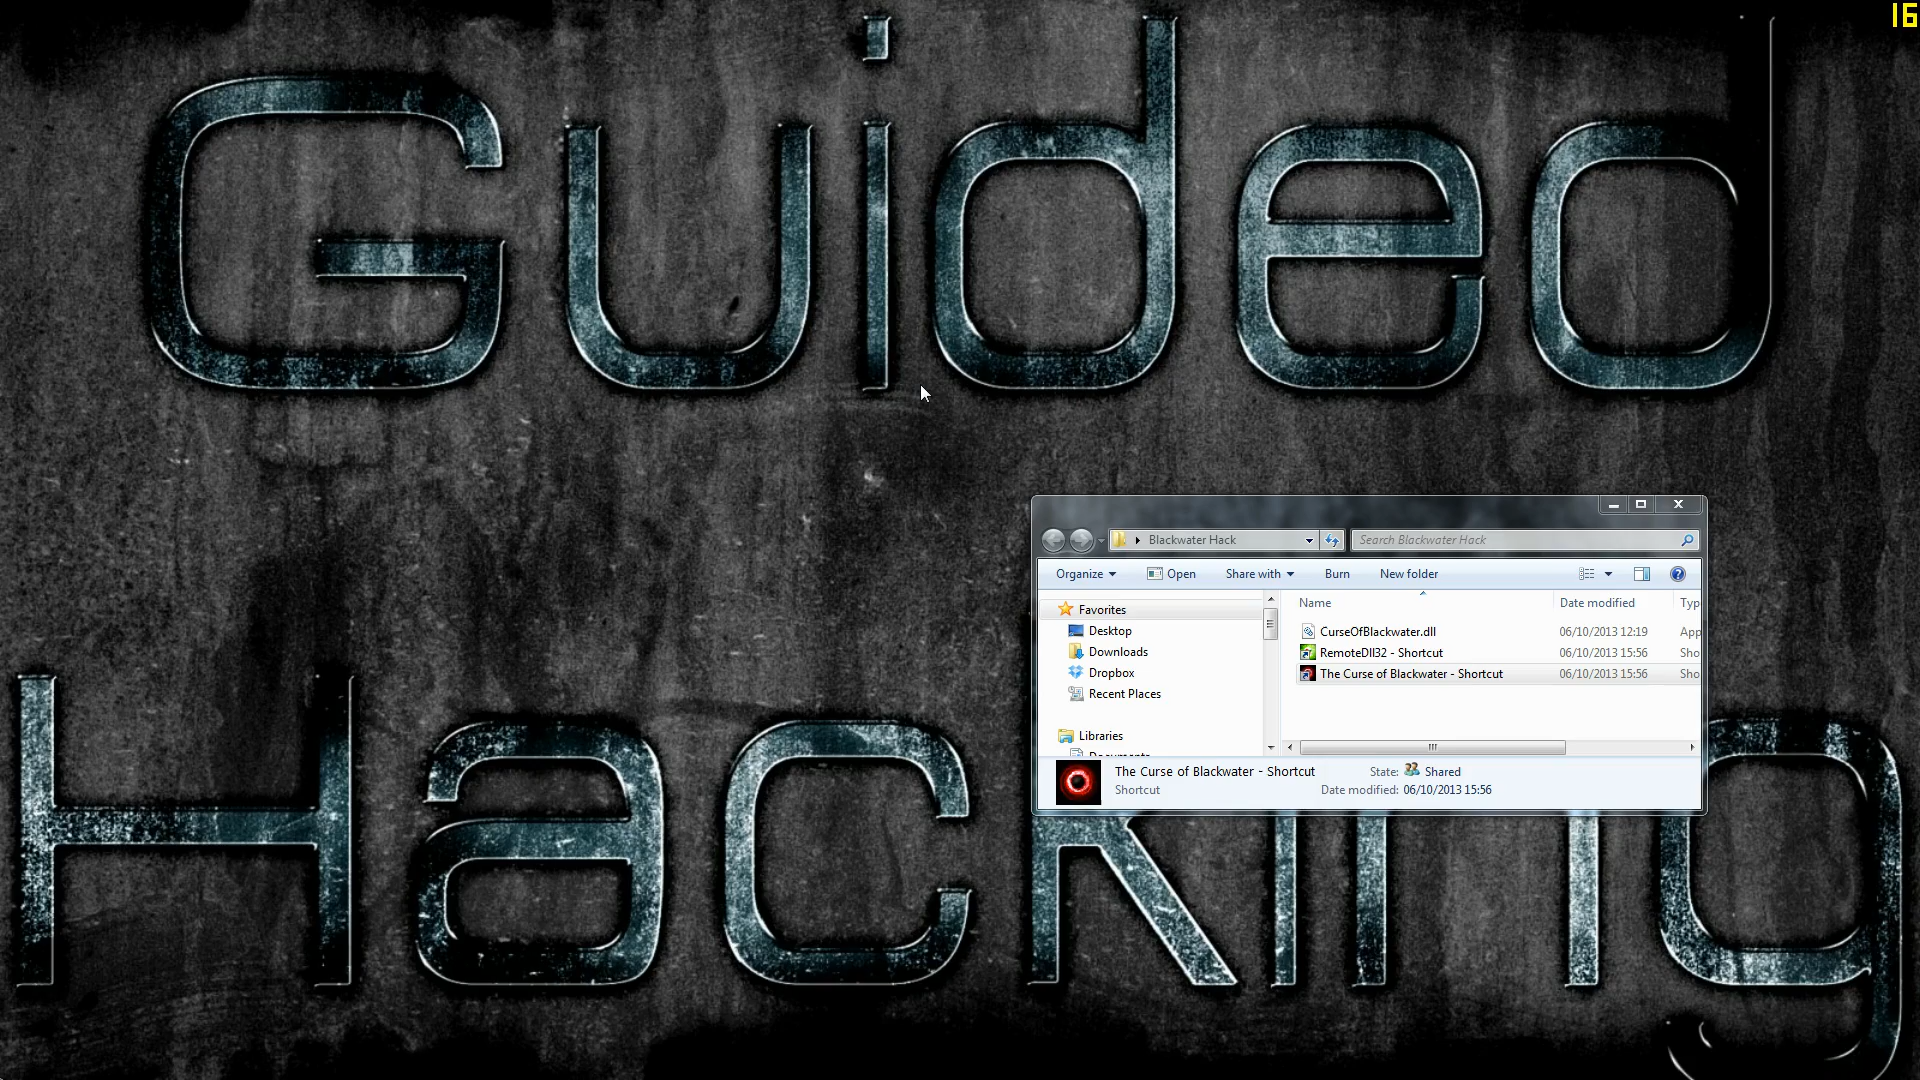 16
Guided
Hacking
Blackwater Hack
Search Blackwater Hack
Organize
Open
Share with
Burn
New folder
Name
Date modified
Typ
Favorites
Desktop
Downloads
Dropbox
Recent Places
Libraries
CurseOfBlackwater.dll 06/10/2013 12:19 App
RemoteDll32 - Shortcut 06/10/2013 15:56 Sho
The Curse of Blackwater - Shortcut 06/10/2013 15:56 Sho
The Curse of Blackwater - Shortcut State: Shared
Shortcut Date modified: 06/10/2013 15:56